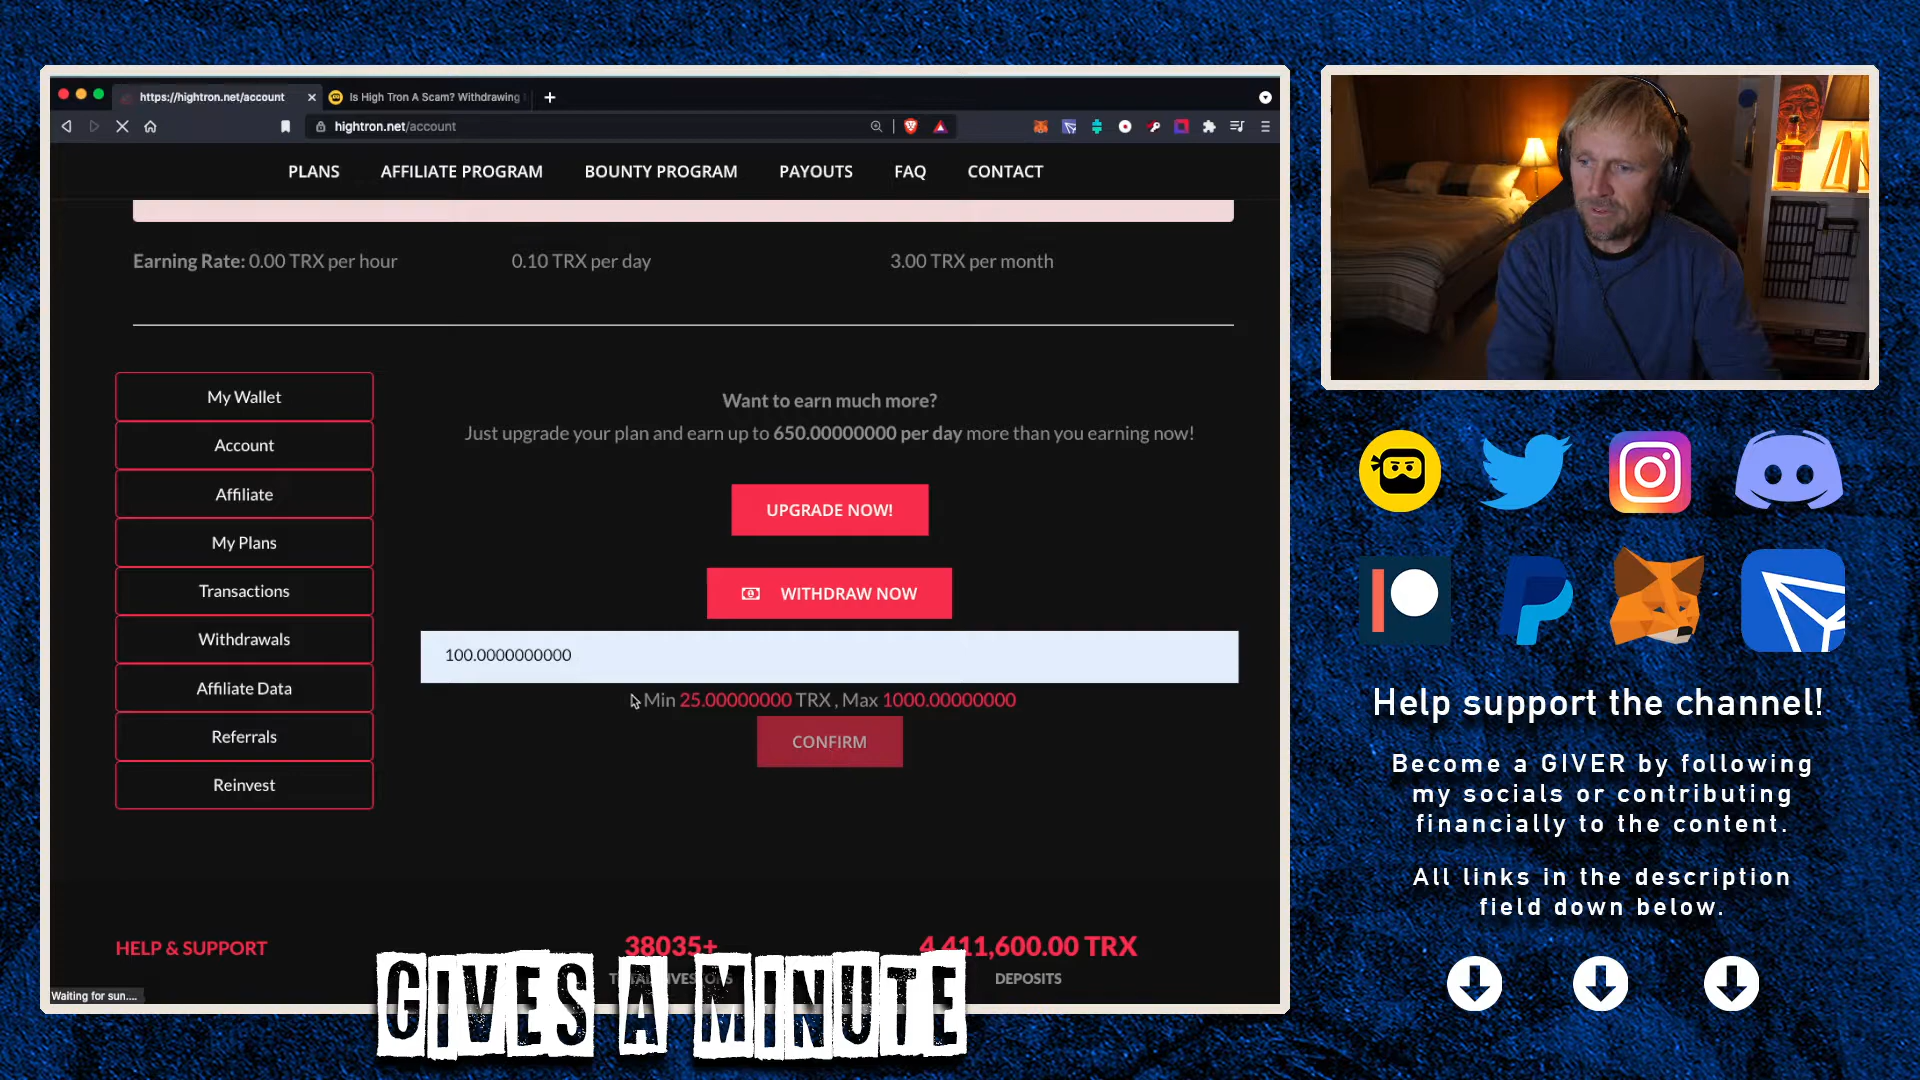 https://hightron.net/account
Is High Tron A Scam? Withdrawing
hightron.net/account
PLANS AFFILIATE PROGRAM BOUNTY PROGRAM PAYOUTS FAQ CONTACT
Earning Rate: 0.00 TRX per hour 0.10 TRX per day 3.00 TRX per month
My Wallet
Account
Affiliate
My Plans
Transactions
Withdrawals
Affiliate Data
Referrals
Reinvest
Want to earn much more?
Just upgrade your plan and earn up to 650.00000000 per day more than you earning now!
UPGRADE NOW!
WITHDRAW NOW
100.0000000000
Min 25.00000000 TRX , Max 1000.00000000
CONFIRM
HELP & SUPPORT
38035+
4,411,600.00 TRX
DEPOSITS
Waiting for sun....
GIVES A MINUTE
Help support the channel!
Become a GIVER by following
my socials or contributing
financially to the content.
All links in the description
field down below.